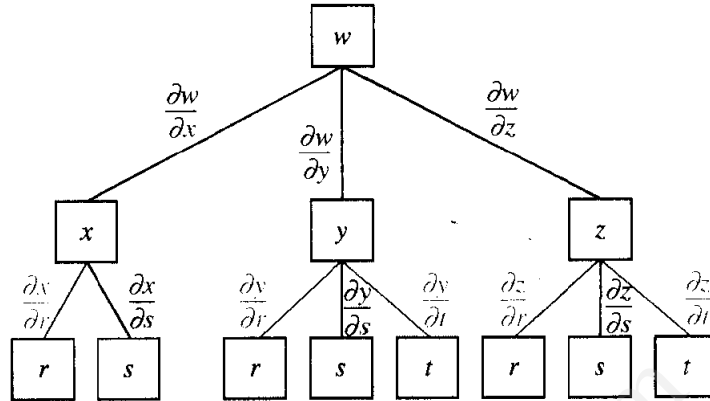 w
∂w/∂x ∂w/∂y ∂w/∂z
x y z
∂x/∂r ∂x/∂s ∂y/∂r ∂y/∂s ∂y/∂t ∂z/∂r ∂z/∂s ∂z/∂t
r s r s t r s t